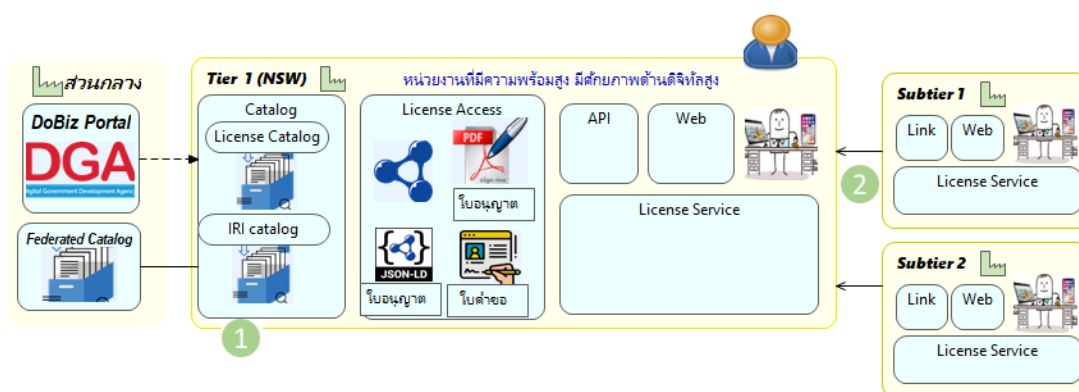 ส่วนกลาง
DoBiz Portal
DGA
Digital Government Development Agency
Federated Catalog
Tier 1 (NSW)
หน่วยงานที่มีความพร้อมสูง มีศักยภาพด้านดิจิทัลสูง
Catalog
License Catalog
IRI catalog
1
License Access
PDF
sign me
ใบอนุญาต
JSON-LD
ใบอนุญาต
ใบคำขอ
API
Web
License Service
2
Subtier 1
Link
Web
License Service
Subtier 2
Link
Web
License Service